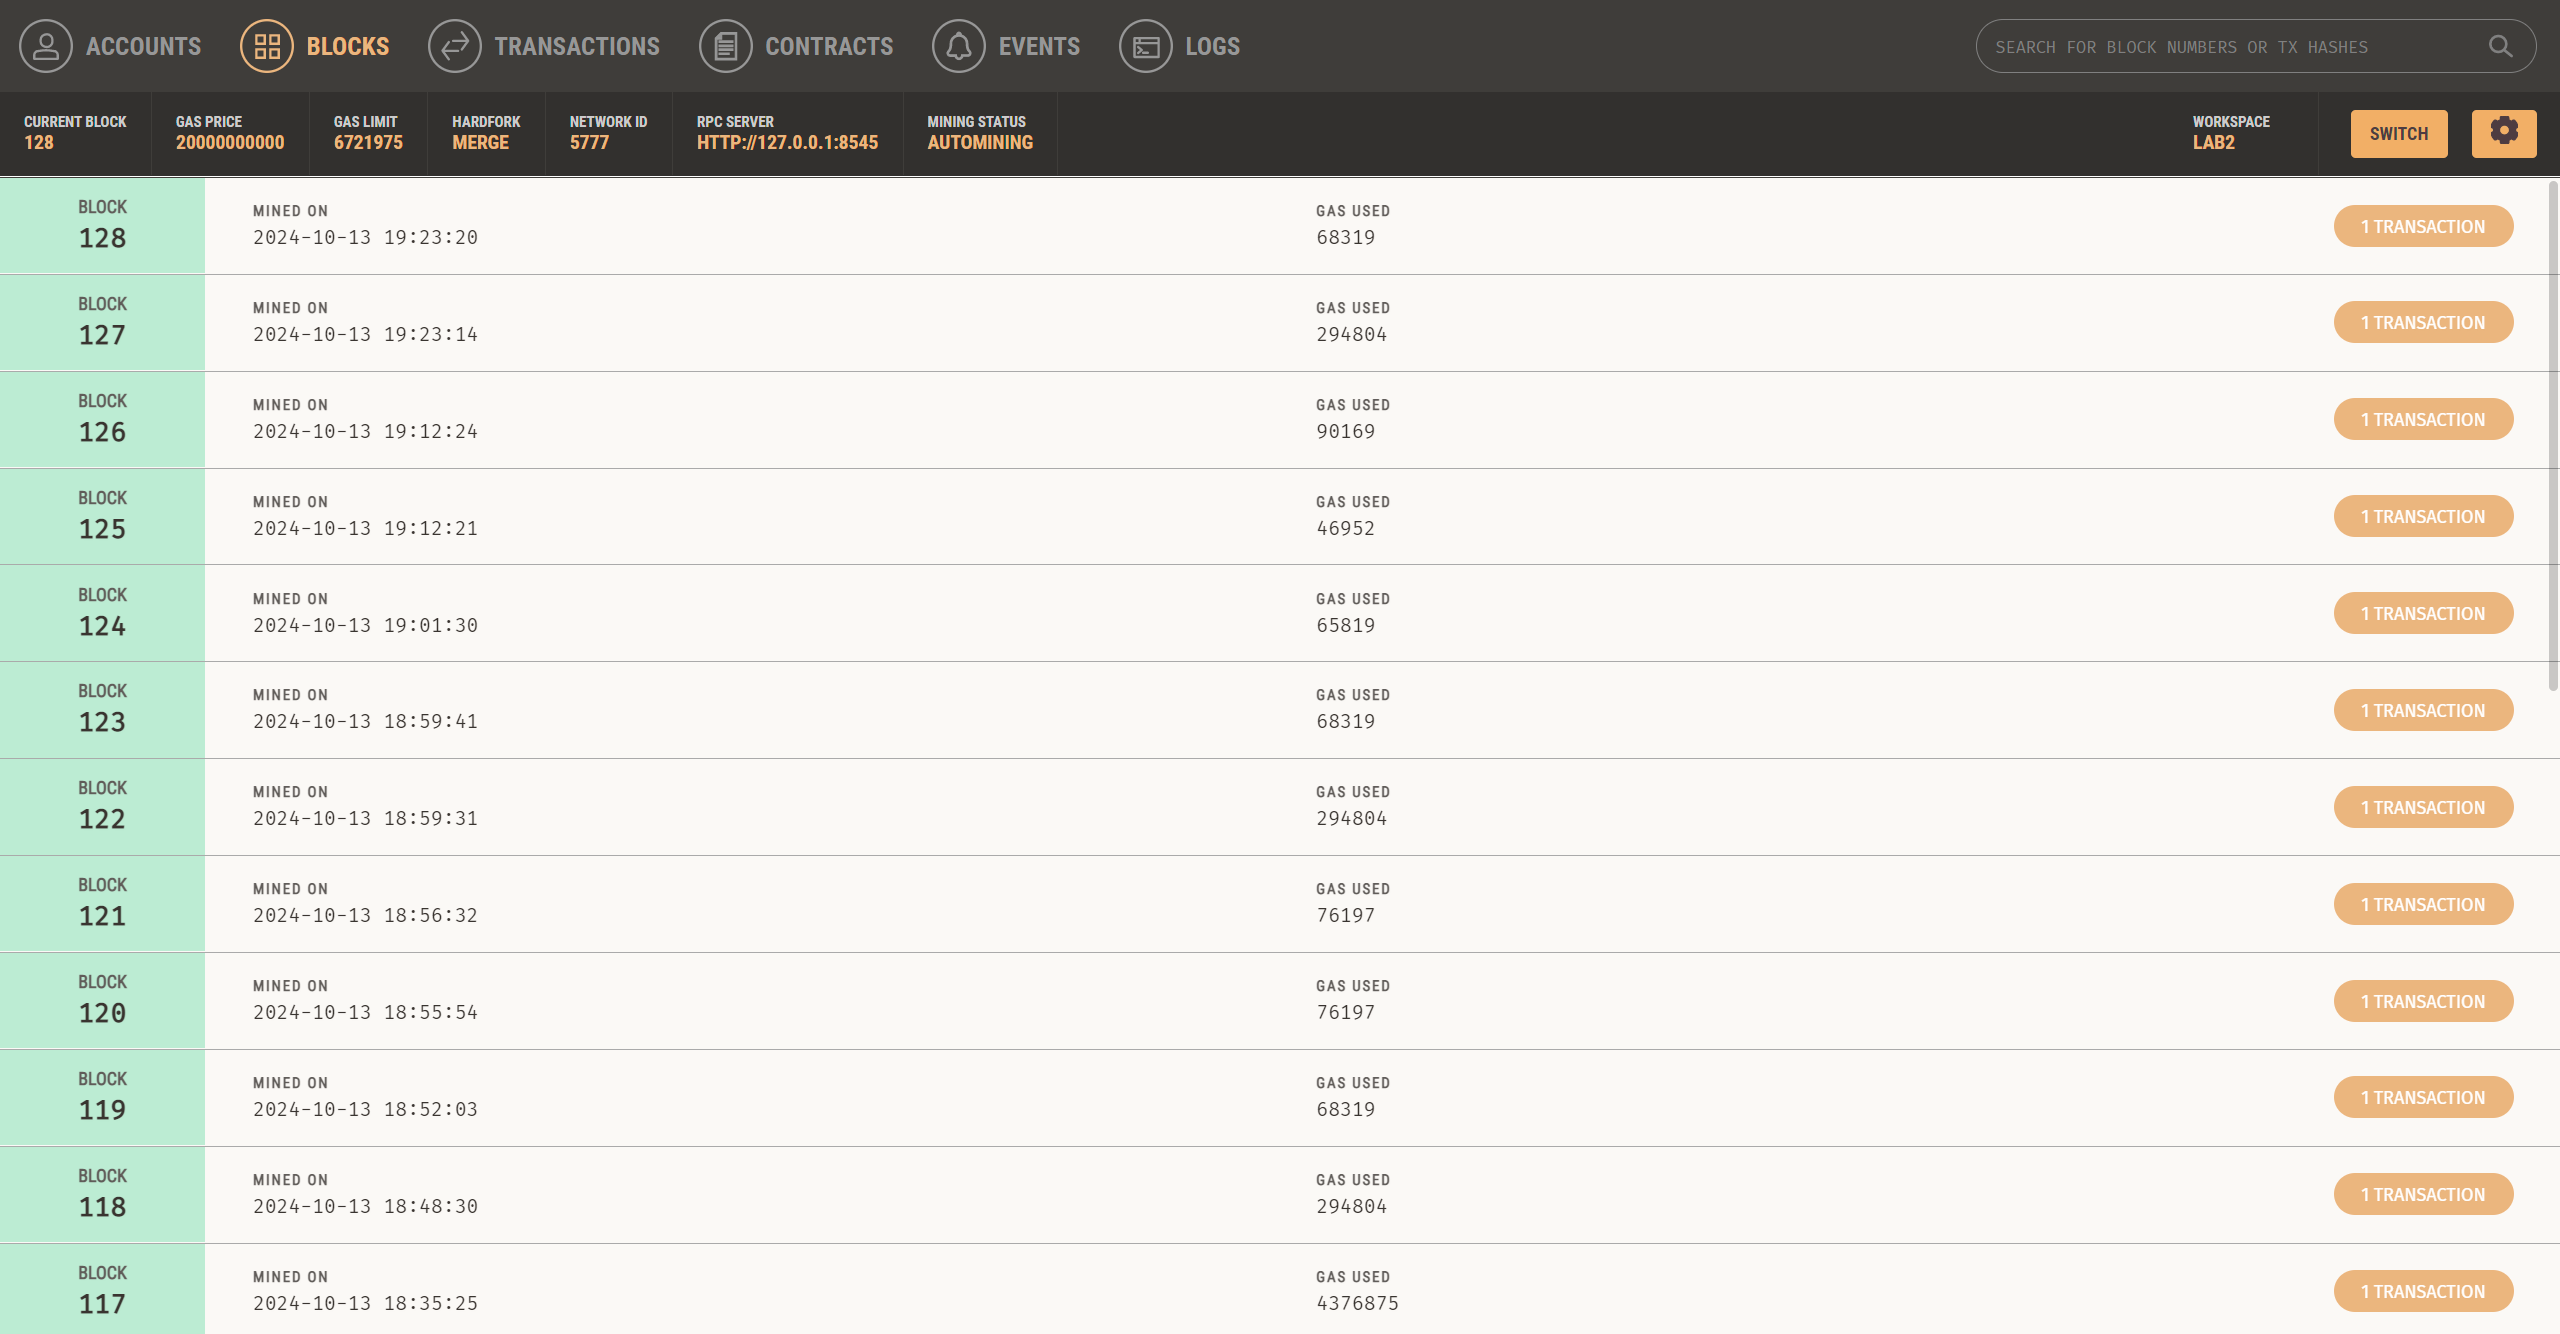 ACCOUNTS BLOCKS TRANSACTIONS CONTRACTS EVENTS LOGS SEARCH FOR BLOCK NUMBERS OR TX HASHES
CURRENT BLOCK GAS PRICE GAS LIMIT HARDFORK NETWORK ID RPC SERVER MINING STATUS WORKSPACE
128 20000000000 6721975 MERGE 5777 HTTP://127.0.0.1:8545 AUTOMINING LAB2 SWITCH
BLOCK MINED ON GAS USED
128 2024-10-13 19:23:20 68319 1 TRANSACTION
BLOCK MINED ON GAS USED
127 2024-10-13 19:23:14 294804 1 TRANSACTION
BLOCK MINED ON GAS USED
126 2024-10-13 19:12:24 90169 1 TRANSACTION
BLOCK MINED ON GAS USED
125 2024-10-13 19:12:21 46952 1 TRANSACTION
BLOCK MINED ON GAS USED
124 2024-10-13 19:01:30 65819 1 TRANSACTION
BLOCK MINED ON GAS USED
123 2024-10-13 18:59:41 68319 1 TRANSACTION
BLOCK MINED ON GAS USED
122 2024-10-13 18:59:31 294804 1 TRANSACTION
BLOCK MINED ON GAS USED
121 2024-10-13 18:56:32 76197 1 TRANSACTION
BLOCK MINED ON GAS USED
120 2024-10-13 18:55:54 76197 1 TRANSACTION
BLOCK MINED ON GAS USED
119 2024-10-13 18:52:03 68319 1 TRANSACTION
BLOCK MINED ON GAS USED
118 2024-10-13 18:48:30 294804 1 TRANSACTION
BLOCK MINED ON GAS USED
117 2024-10-13 18:35:25 4376875 1 TRANSACTION